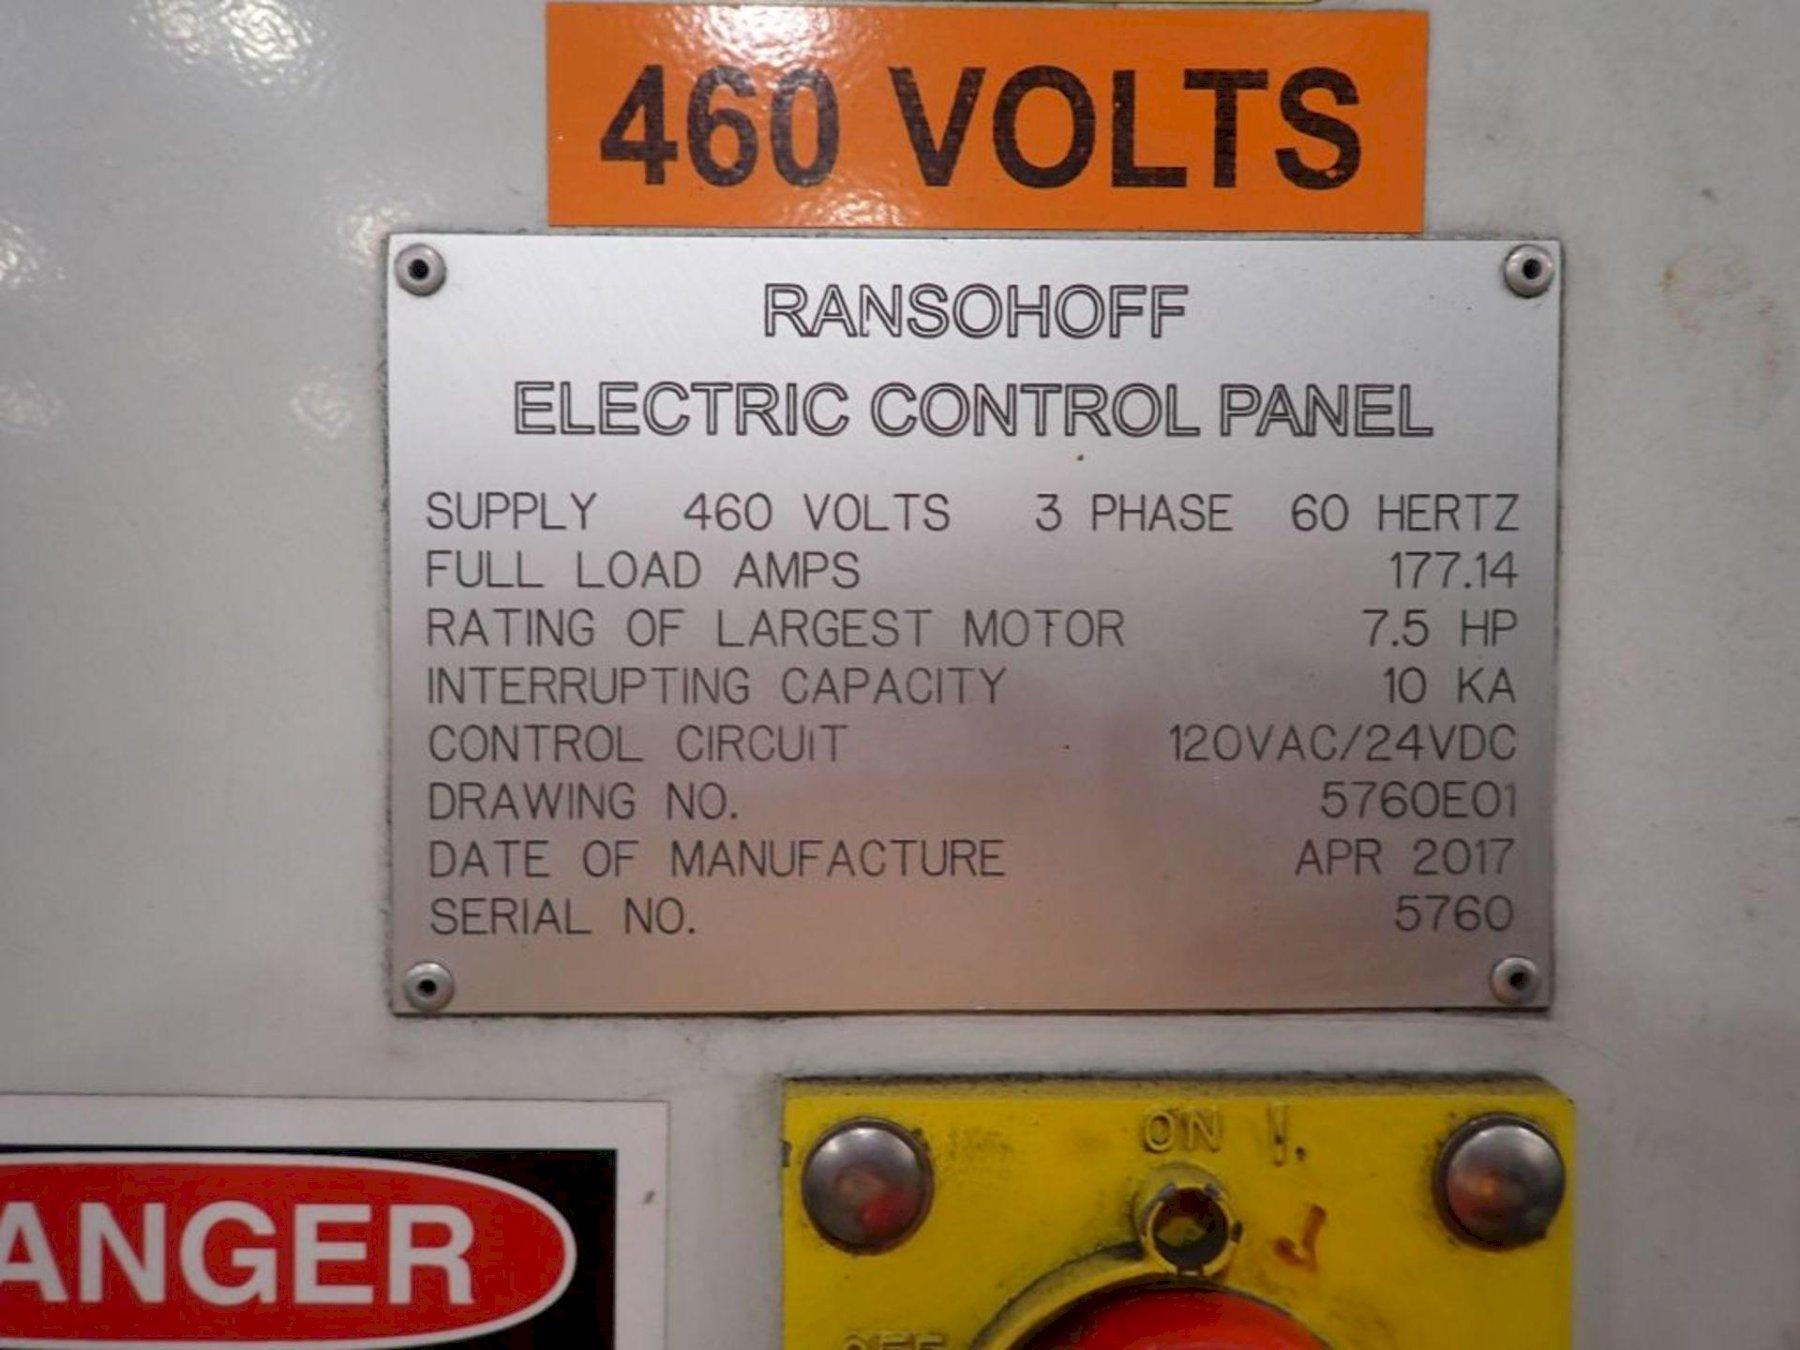 460 VOLTS
RANSOHOFF
ELECTRIC CONTROL PANEL
SUPPLY 460 VOLTS 3 PHASE 60 HERTZ
FULL LOAD AMPS 177.14
RATING OF LARGEST MOTOR 7.5 HP
INTERRUPTING CAPACITY 10 KA
CONTROL CIRCUIT 120VAC/24VDC
DRAWING NO. 5760E01
DATE OF MANUFACTURE APR 2017
SERIAL NO. 5760
ON I
ANGER
OFF